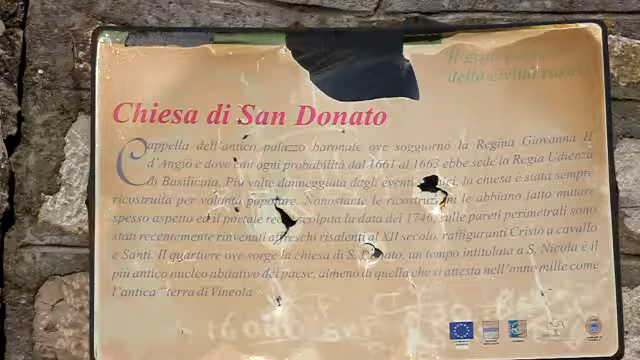 Il gran
della civiltà rurale
Chiesa di San Donato
Cappella dell'antico palazzo baronale ove soggiornò la Regina Giovanna II
d'Angiò e dove con ogni probabilità dal 1661 al 1663 ebbe sede la Regia Udienza
di Basilicata. Più volte danneggiata dagli eventi, la chiesa è stata sempre
ricostruita per volontà popolare. Nonostante le ricostruzioni le abbiano fatto mutare
spesso aspetto ed il portale rechi scolpita la data del 1746, sulle pareti perimetrali sono
stati recentemente rinvenuti affreschi risalenti al XII secolo, raffiguranti Cristo a cavallo
e Santi. Il quartiere ove sorge la chiesa di S. Donato, un tempo intitolata a S. Nicola è il
più antico nucleo abitativo del paese, almeno di quella che si attesta nell'anno mille come
l'antica "terra di Vineola